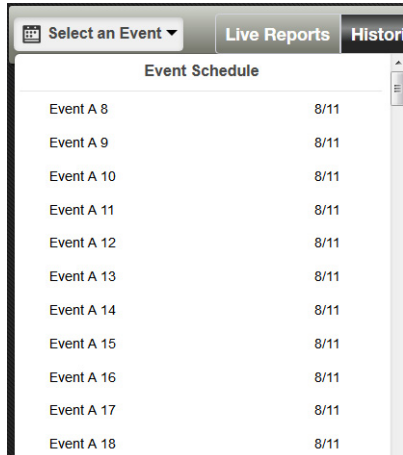 Select an Event Live Reports Histori
Event Schedule
Event A 8 8/11
Event A 9 8/11
Event A 10 8/11
Event A 11 8/11
Event A 12 8/11
Event A 13 8/11
Event A 14 8/11
Event A 15 8/11
Event A 16 8/11
Event A 17 8/11
Event A 18 8/11